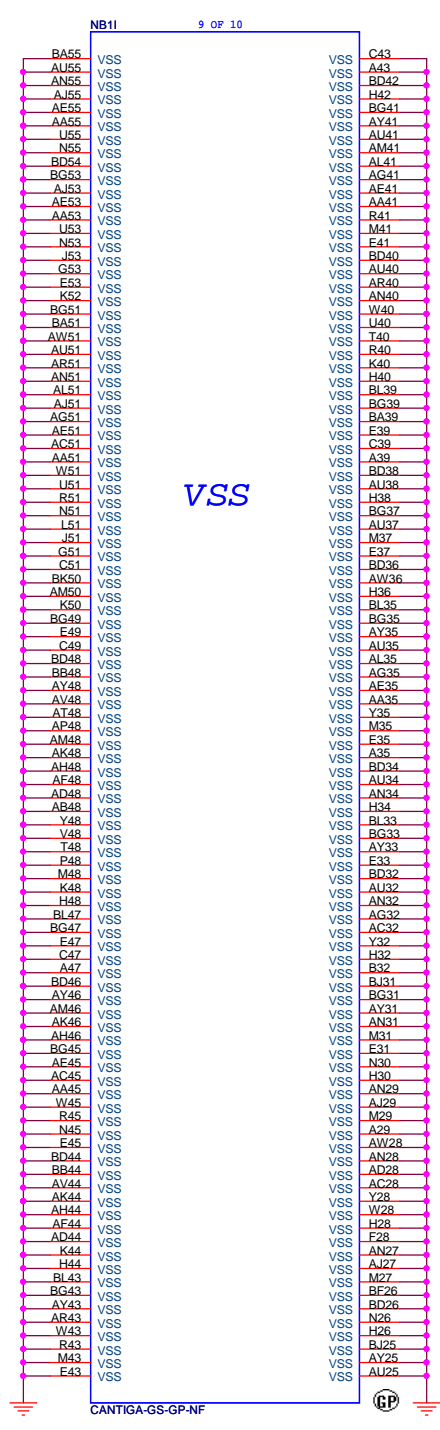 NB1I 9 OF 10
BA55 VSS VSS C43
AU55 VSS VSS A43
AN55 VSS VSS BD42
AJ55 VSS VSS H42
AE55 VSS VSS BG41
AA55 VSS VSS AY41
U55 VSS VSS AU41
N55 VSS VSS AM41
BD54 VSS VSS AL41
BG53 VSS VSS AG41
AJ53 VSS VSS AE41
AE53 VSS VSS AA41
AA53 VSS VSS R41
U53 VSS VSS M41
N53 VSS VSS E41
J53 VSS VSS BD40
G53 VSS VSS AU40
E53 VSS VSS AR40
K52 VSS VSS AN40
BG51 VSS VSS W40
BA51 VSS VSS U40
AW51 VSS VSS T40
AU51 VSS VSS R40
AR51 VSS VSS K40
AN51 VSS VSS H40
AL51 VSS VSS BL39
AJ51 VSS VSS BG39
AG51 VSS VSS BA39
AE51 VSS VSS E39
AC51 VSS VSS C39
AA51 VSS VSS A39
W51 VSS VSS BD38
U51 VSS VSS AU38
VSS
R51 VSS VSS H38
N51 VSS VSS BG37
L51 VSS VSS AU37
J51 VSS VSS M37
G51 VSS VSS E37
C51 VSS VSS BD36
BK50 VSS VSS AW36
AM50 VSS VSS H36
K50 VSS VSS BL35
BG49 VSS VSS BG35
E49 VSS VSS AY35
C49 VSS VSS AU35
BD48 VSS VSS AL35
BB48 VSS VSS AG35
AY48 VSS VSS AE35
AV48 VSS VSS AA35
AT48 VSS VSS Y35
AP48 VSS VSS M35
AM48 VSS VSS E35
AK48 VSS VSS A35
AH48 VSS VSS BD34
AF48 VSS VSS AU34
AD48 VSS VSS AN34
AB48 VSS VSS H34
Y48 VSS VSS BL33
V48 VSS VSS BG33
T48 VSS VSS AY33
P48 VSS VSS E33
M48 VSS VSS BD32
K48 VSS VSS AU32
H48 VSS VSS AN32
BL47 VSS VSS AG32
BG47 VSS VSS AC32
E47 VSS VSS Y32
C47 VSS VSS H32
A47 VSS VSS B32
BD46 VSS VSS BJ31
AY46 VSS VSS BG31
AM46 VSS VSS AY31
AK46 VSS VSS AN31
AH46 VSS VSS M31
BG45 VSS VSS E31
AE45 VSS VSS N30
AC45 VSS VSS H30
AA45 VSS VSS AN29
W45 VSS VSS AJ29
R45 VSS VSS M29
N45 VSS VSS A29
E45 VSS VSS AW28
BD44 VSS VSS AN28
BB44 VSS VSS AD28
AV44 VSS VSS AC28
AK44 VSS VSS Y28
AH44 VSS VSS W28
AF44 VSS VSS H28
AD44 VSS VSS F28
K44 VSS VSS AN27
H44 VSS VSS AJ27
BL43 VSS VSS M27
BG43 VSS VSS BF26
AY43 VSS VSS BD26
AR43 VSS VSS N26
W43 VSS VSS H26
R43 VSS VSS BJ25
M43 VSS VSS AY25
E43 VSS VSS AU25
GP
CANTIGA-GS-GP-NF